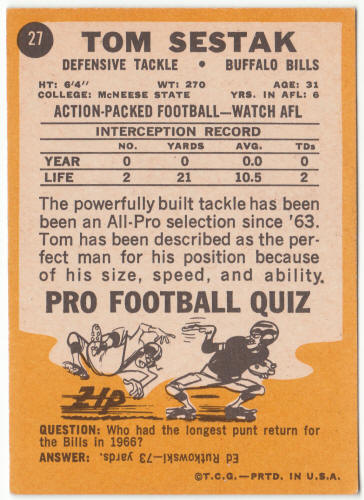 27
TOM SESTAK
DEFENSIVE TACKLE • BUFFALO BILLS
HT: 6'4" WT: 270 AGE: 31
COLLEGE: McNEESE STATE YRS. IN AFL: 6
ACTION-PACKED FOOTBALL—WATCH AFL
INTERCEPTION RECORD
NO. YARDS AVG. TDs
YEAR 0 0 0.0 0
LIFE 2 21 10.5 2
The powerfully built tackle has been
been an All-Pro selection since '63.
Tom has been described as the per-
fect man for his position because
of his size, speed, and ability.
PRO FOOTBALL QUIZ
ZIP
QUESTION: Who had the longest punt return for
the Bills in 1966?
ANSWER: Ed Rutkowski—73 yards.
©T.C.G.—PRTD. IN U.S.A.